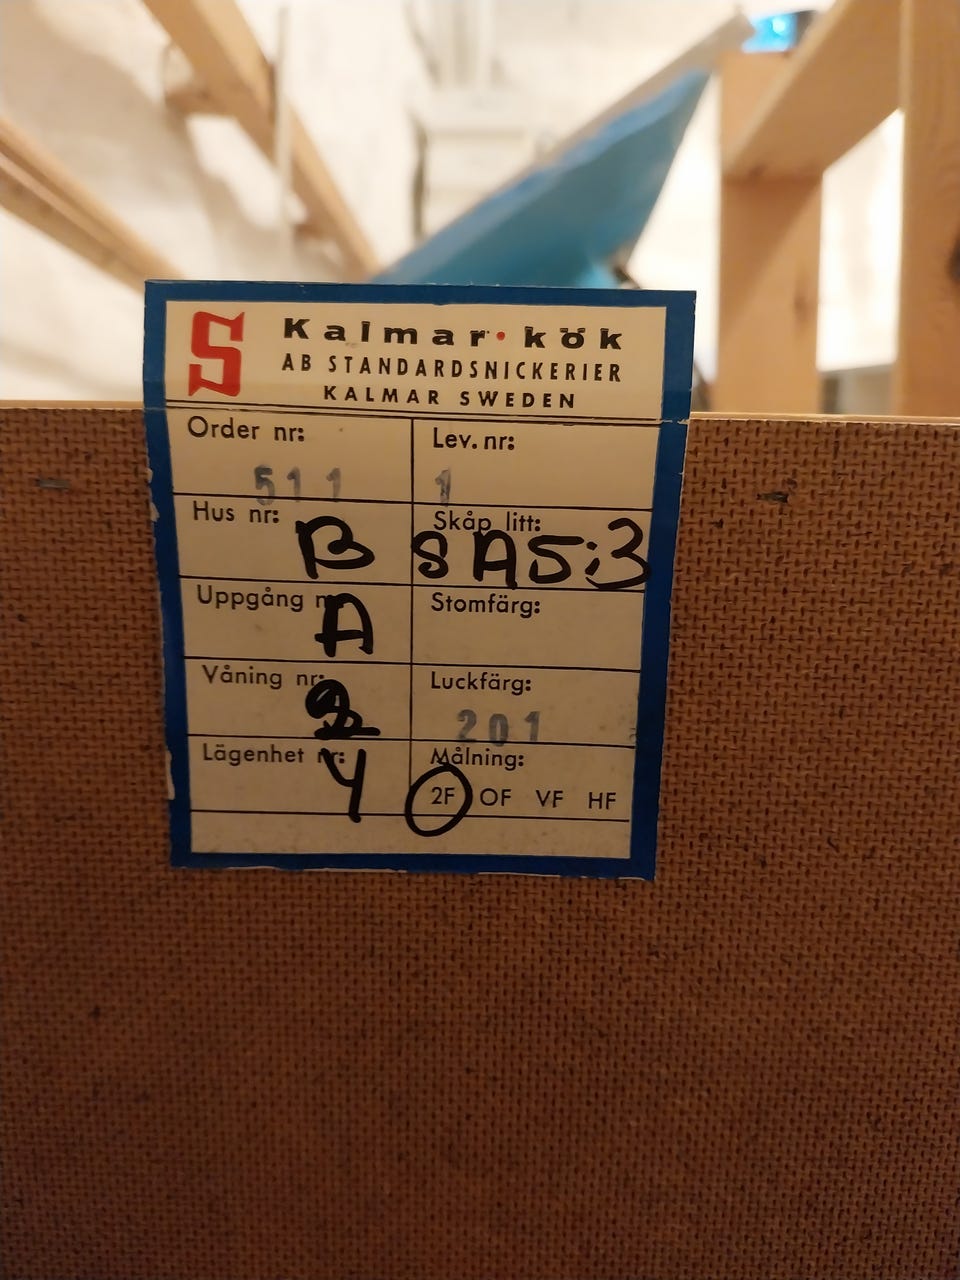 S
Kalmar·kök
AB STANDARDSNICKERIER
KALMAR SWEDEN
Order nr: 511
Lev.nr: 1
Hus nr: B
Skåp litt: SA5:3
Uppgång nr: A
Stomfärg:
Våning nr: 2
Luckfärg: 201
Lägenhet nr: 4
Målning:
2F OF VF HF